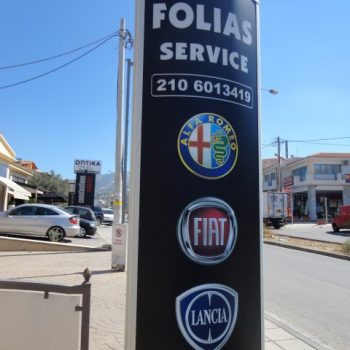 FOLIAS
SERVICE
210 6013419
ALFA ROMEO
FIAT
LANCIA
ΟΠΤΙΚΑ